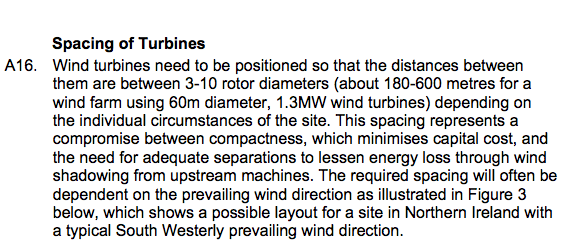 Spacing of Turbines
A16. Wind turbines need to be positioned so that the distances between
them are between 3-10 rotor diameters (about 180-600 metres for a
wind farm using 60m diameter, 1.3MW wind turbines) depending on
the individual circumstances of the site. This spacing represents a
compromise between compactness, which minimises capital cost, and
the need for adequate separations to lessen energy loss through wind
shadowing from upstream machines. The required spacing will often be
dependent on the prevailing wind direction as illustrated in Figure 3
below, which shows a possible layout for a site in Northern Ireland with
a typical South Westerly prevailing wind direction.